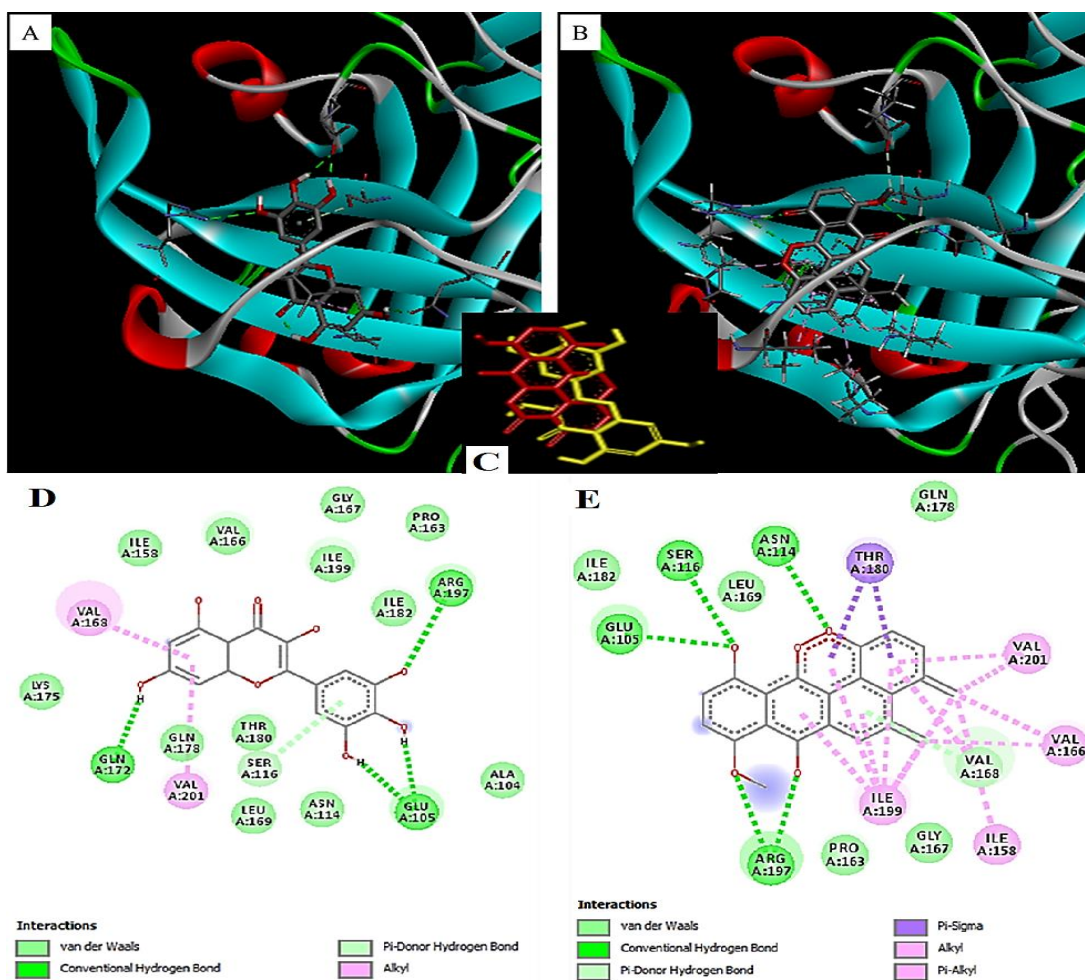 A
B
C
D
GLY
A:167
PRO
A:163
ILE
A:158
VAL
A:166
ILE
A:199
ARG
A:197
VAL
A:168
ILE
A:182
LYS
A:175
GLN
A:172
GLN
A:178
THR
A:180
SER
A:116
VAL
A:201
LEU
A:169
ASN
A:114
GLU
A:105
ALA
A:104
O
O
O
O
H
O
O
O
H
O
H
Interactions
van der Waals
Conventional Hydrogen Bond
Pi-Donor Hydrogen Bond
Alkyl
E
GLN
A:178
ASN
A:114
SER
A:116
THR
A:180
ILE
A:182
LEU
A:169
GLU
A:105
VAL
A:201
VAL
A:166
VAL
A:168
ILE
A:199
GLY
A:167
ILE
A:158
PRO
A:163
ARG
A:197
O
O
O
O
O
Interactions
van der Waals
Conventional Hydrogen Bond
Pi-Donor Hydrogen Bond
Pi-Sigma
Alkyl
Pi-Alkyl